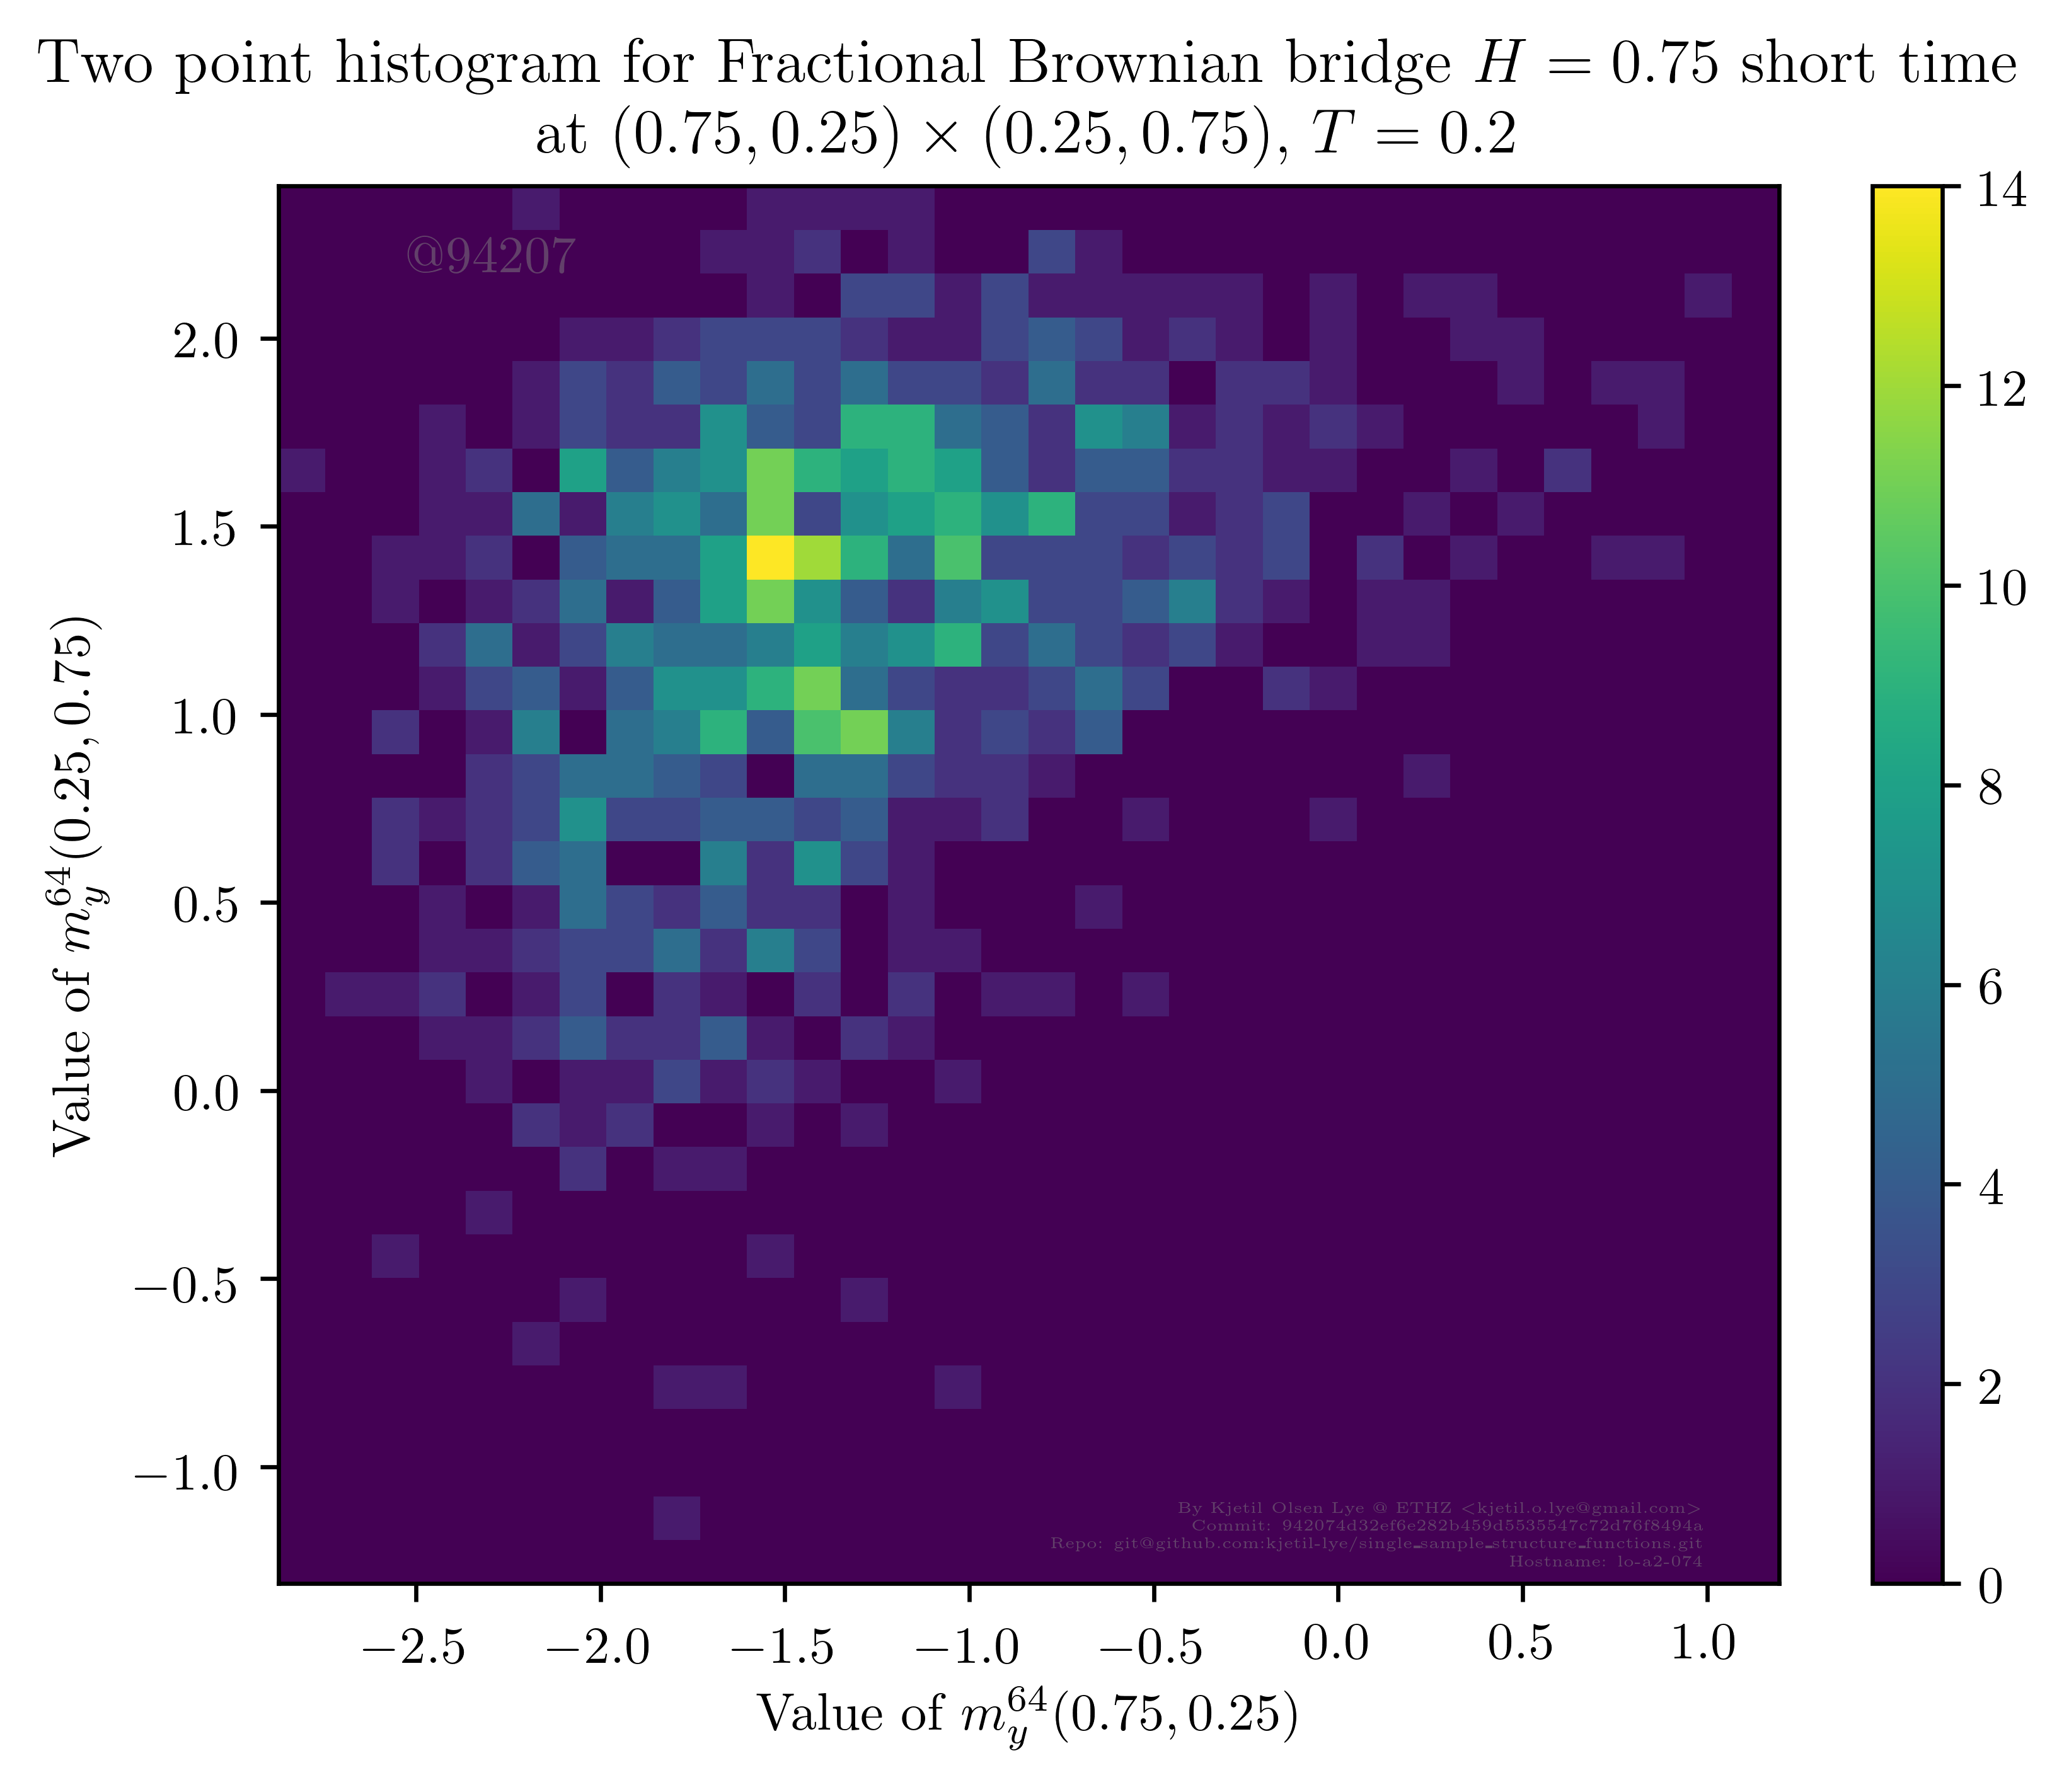 Two point histogram for Fractional Brownian bridge H = 0.75 short time
at (0.75, 0.25) × (0.25, 0.75), T = 0.2
@94207
2.0
1.5
1.0
0.5
0.0
−0.5
−1.0
Value of m_y^64(0.25, 0.75)
−2.5 −2.0 −1.5 −1.0 −0.5 0.0 0.5 1.0
Value of m_y^64(0.75, 0.25)
14
12
10
8
6
4
2
0
By Kjetil Olsen Lye @ ETHZ <kjetil.o.lye@gmail.com>
Commit: 942074d32ef6e282b459d5535547c72d76f8494a
Repo: git@github.com:kjetil-lye/single_sample_structure_functions.git
Hostname: lo-a2-074